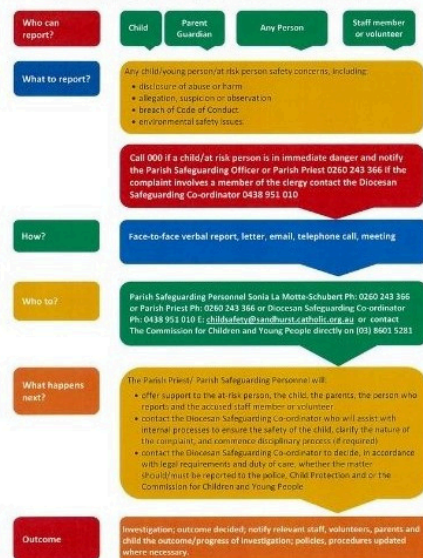 Who can
report?
Child
Parent
Guardian
Any Person
Staff member
or volunteer
What to report?
Any child/young person/at risk person safety concerns, including:
• disclosure of abuse or harm
• allegation, suspicion or observation
• breach of Code of Conduct
• environmental safety issues
Call 000 if a child/at risk person is in immediate danger and notify
the Parish Safeguarding Officer or Parish Priest 0260 243 366 If the
complaint involves a member of the clergy contact the Diocesan
Safeguarding Co-ordinator 0438 951 010
How?
Face-to-face verbal report, letter, email, telephone call, meeting
Who to?
Parish Safeguarding Personnel Sonia La Motte-Schubert Ph: 0260 243 366
or Parish Priest Ph: 0260 243 366 or Diocesan Safeguarding Co-ordinator
Ph: 0438 951 010 E: childsafety@sandhurst.catholic.org.au or contact
The Commission for Children and Young People directly on (03) 8601 5281
What happens
next?
The Parish Priest/ Parish Safeguarding Personnel will:
• offer support to the at-risk person, the child, the parents, the person who
reports and the accused staff member or volunteer
• contact the Diocesan Safeguarding Co-ordinator who will assist with
internal processes to ensure the safety of the child, clarify the nature of
the complaint, and commence disciplinary process (if required)
• contact the Diocesan Safeguarding Co-ordinator to decide, in accordance
with legal requirements and duty of care, whether the matter
should/must be reported to the police, Child Protection and or the
Commission for Children and Young People
Outcome
Investigation; outcome decided; notify relevant staff, volunteers, parents and
child the outcome/progress of investigation; policies, procedures updated
where necessary.